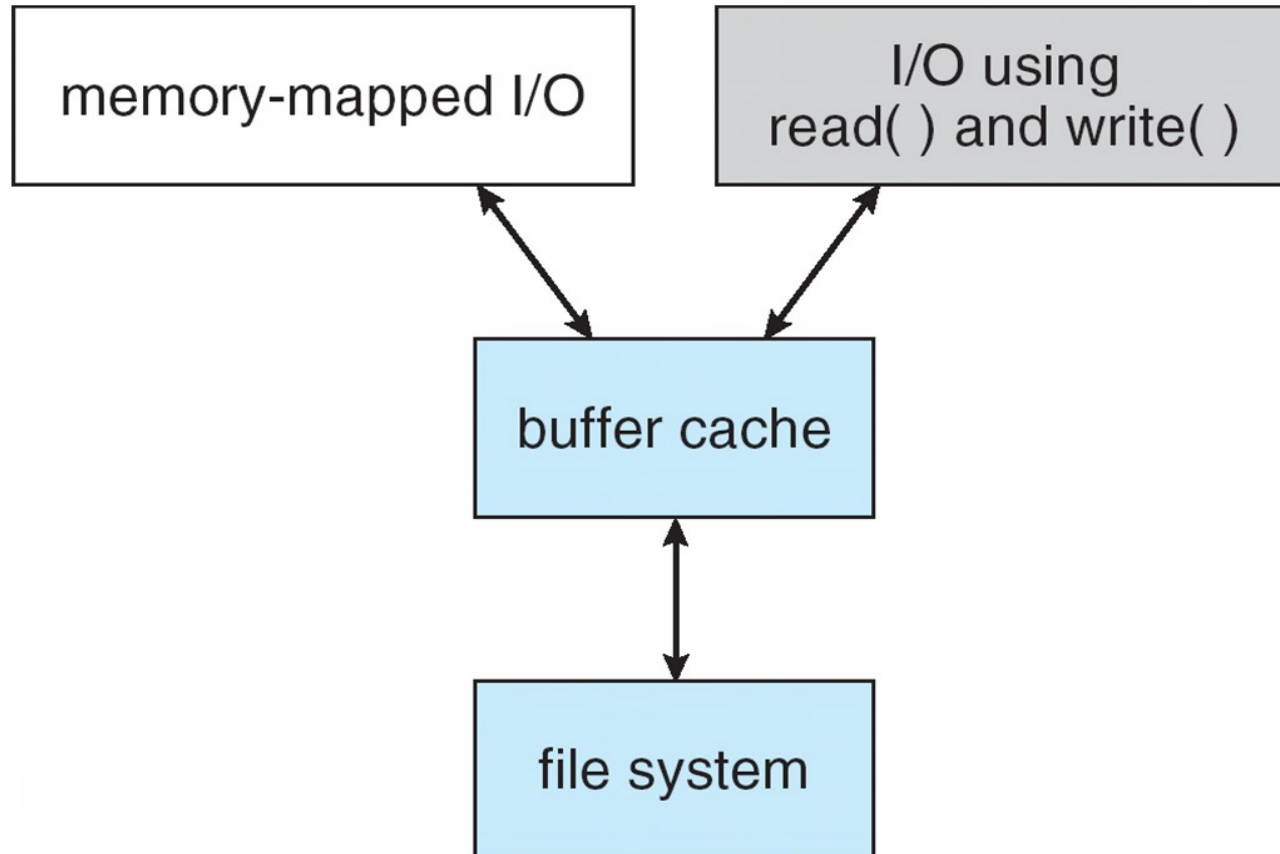 memory-mapped I/O
I/O using
read( ) and write( )
buffer cache
file system